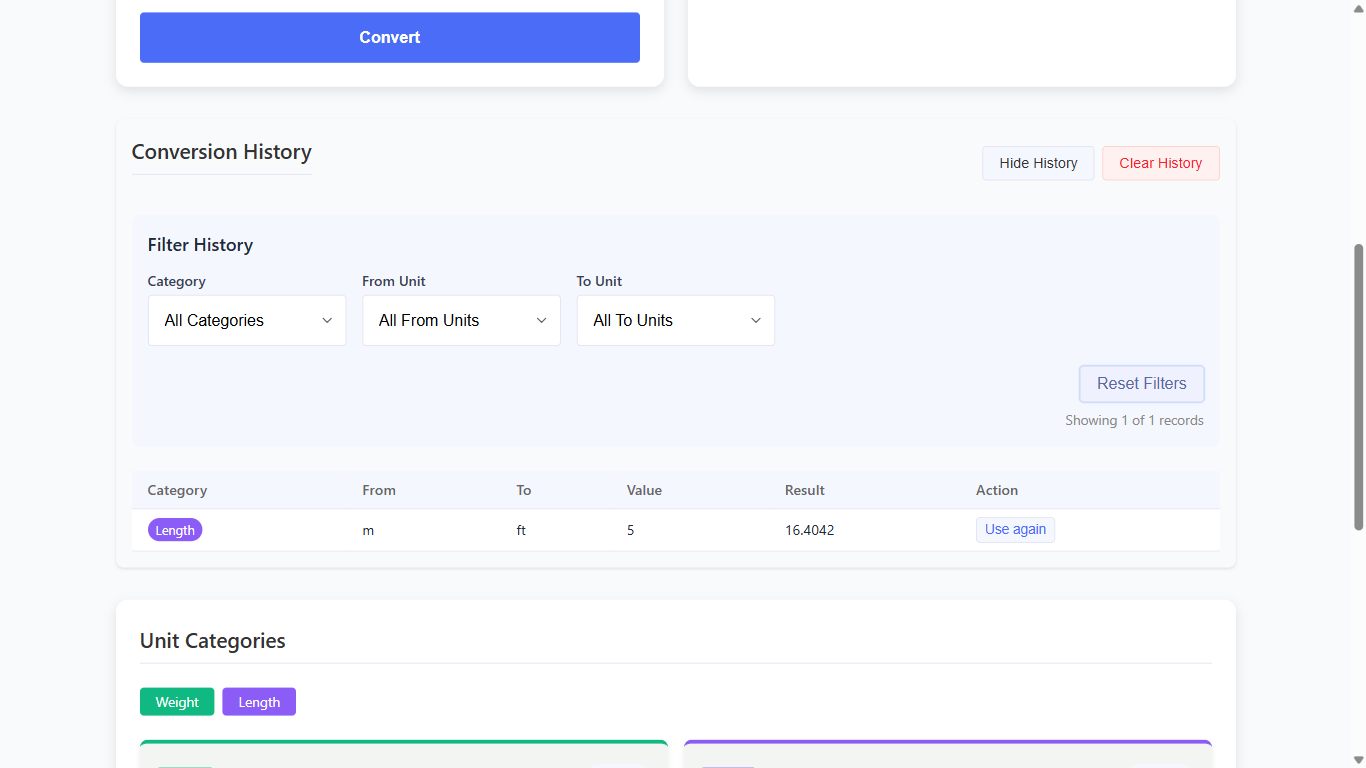 Convert
Conversion History
Hide History
Clear History
Filter History
Category
From Unit
To Unit
All Categories
All From Units
All To Units
Reset Filters
Showing 1 of 1 records
Category From To Value Result Action
Length m ft 5 16.4042 Use again
Unit Categories
Weight
Length